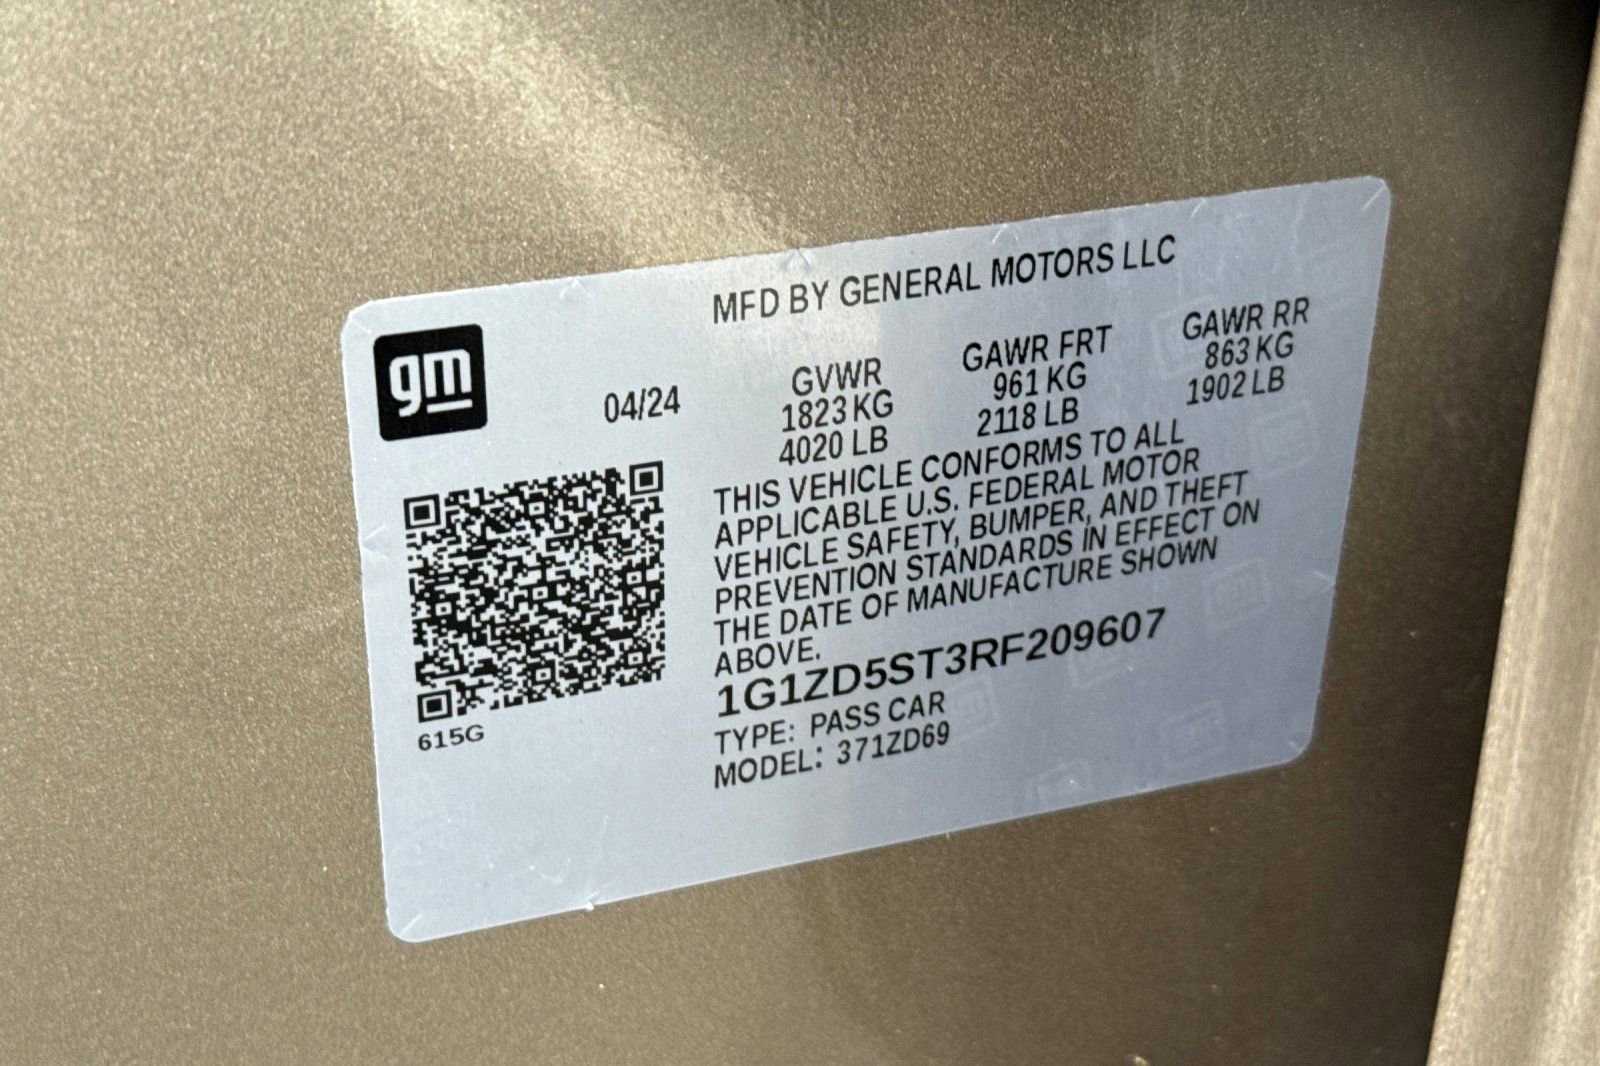 MFD BY GENERAL MOTORS LLC
gm
04/24
GVWR
1823 KG
4020 LB
GAWR FRT
961 KG
2118 LB
GAWR RR
863 KG
1902 LB
THIS VEHICLE CONFORMS TO ALL
APPLICABLE U.S. FEDERAL MOTOR
VEHICLE SAFETY, BUMPER, AND THEFT
PREVENTION STANDARDS IN EFFECT ON
THE DATE OF MANUFACTURE SHOWN
ABOVE.
1G1ZD5ST3RF209607
TYPE: PASS CAR
MODEL: 371ZD69
615G